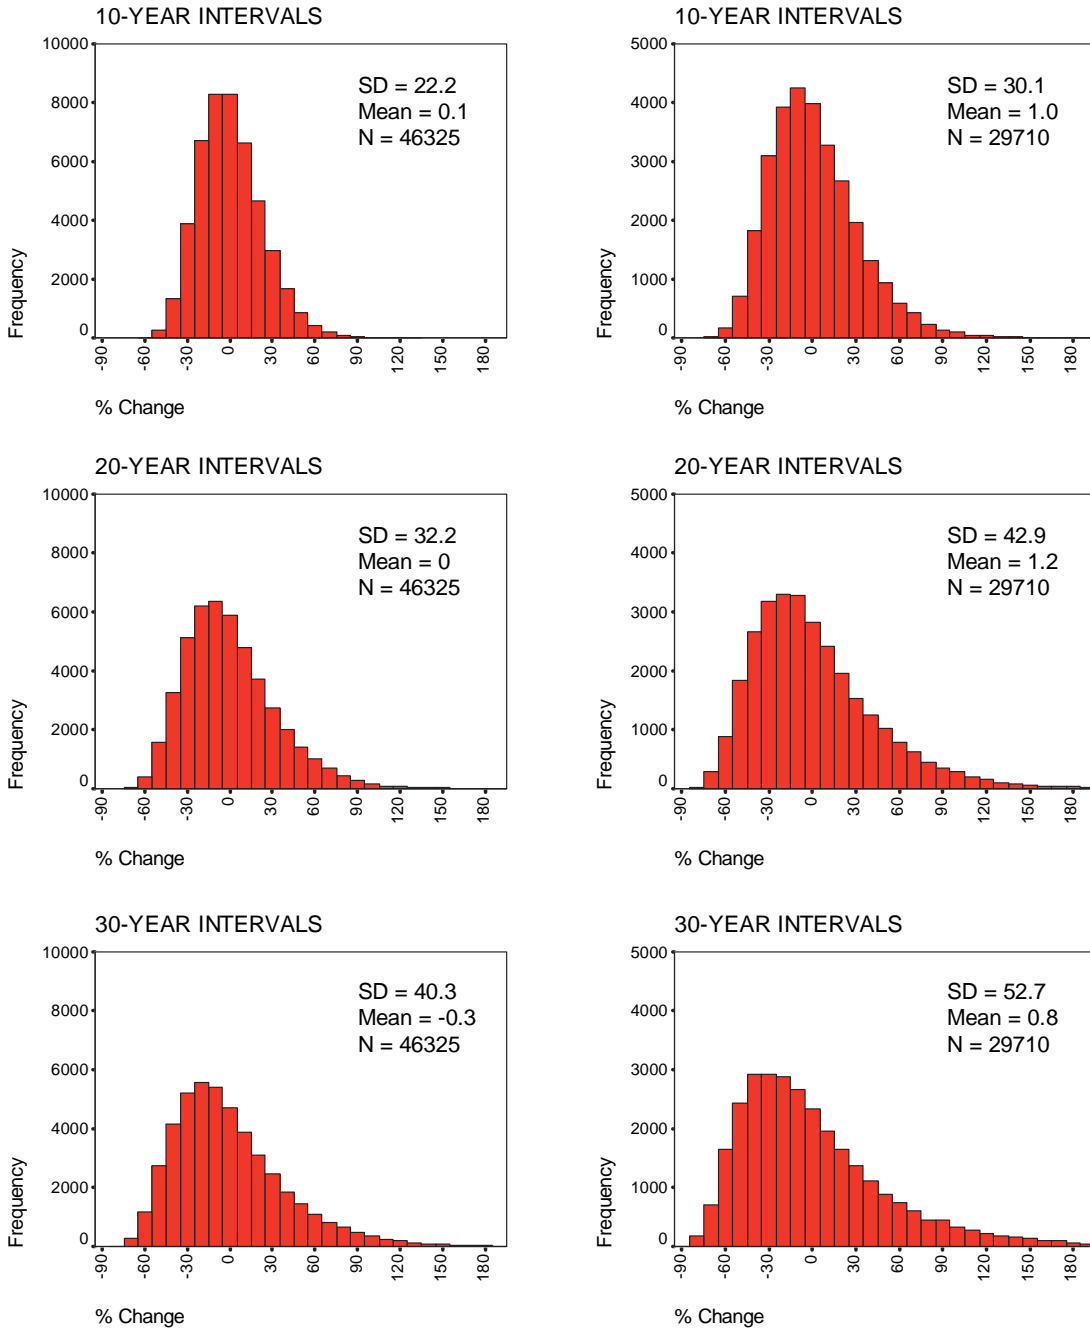 10-YEAR INTERVALS
10000
8000
6000
4000
2000
0
Frequency
SD = 22.2
Mean = 0.1
N = 46325
-90
-60
-30
0
30
60
90
120
150
180
% Change
10-YEAR INTERVALS
5000
4000
3000
2000
1000
0
Frequency
SD = 30.1
Mean = 1.0
N = 29710
-90
-60
-30
0
30
60
90
120
150
180
% Change
20-YEAR INTERVALS
10000
8000
6000
4000
2000
0
Frequency
SD = 32.2
Mean = 0
N = 46325
-90
-60
-30
0
30
60
90
120
150
180
% Change
20-YEAR INTERVALS
5000
4000
3000
2000
1000
0
Frequency
SD = 42.9
Mean = 1.2
N = 29710
-90
-60
-30
0
30
60
90
120
150
180
% Change
30-YEAR INTERVALS
10000
8000
6000
4000
2000
0
Frequency
SD = 40.3
Mean = -0.3
N = 46325
-90
-60
-30
0
30
60
90
120
150
180
% Change
30-YEAR INTERVALS
5000
4000
3000
2000
1000
0
Frequency
SD = 52.7
Mean = 0.8
N = 29710
-90
-60
-30
0
30
60
90
120
150
180
% Change